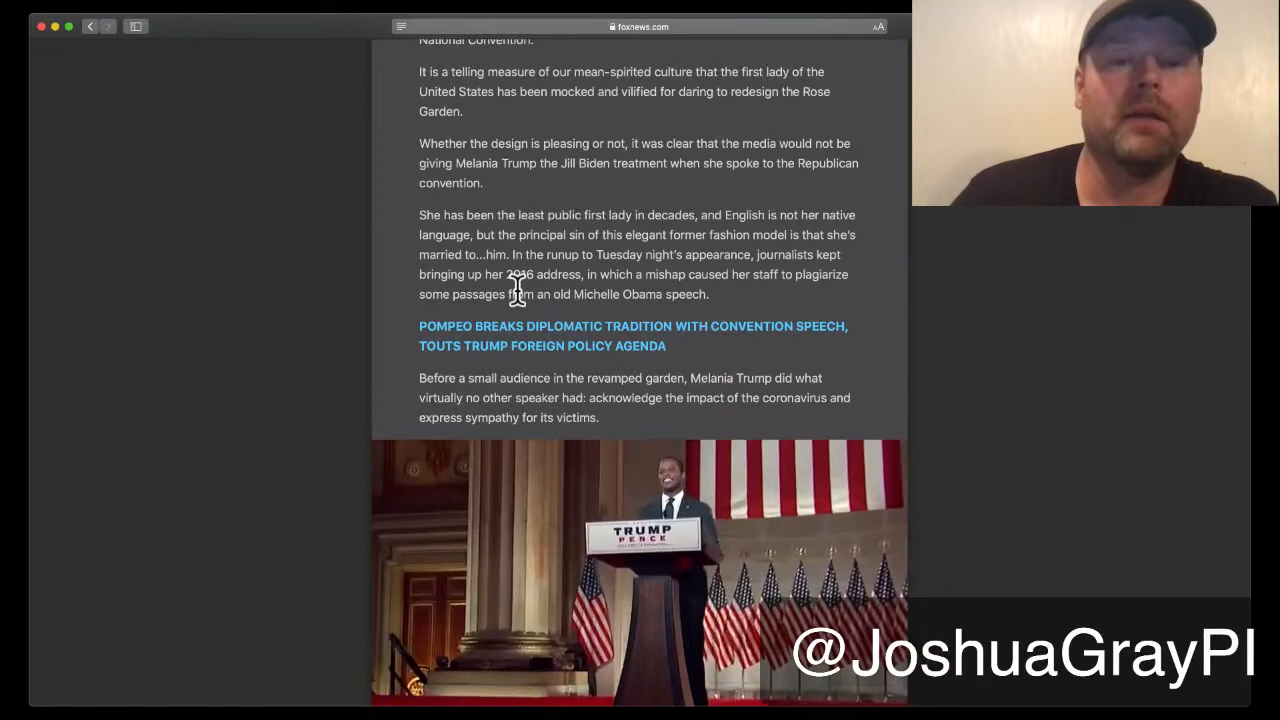 foxnews.com
AA
National Convention.
It is a telling measure of our mean-spirited culture that the first lady of the
United States has been mocked and vilified for daring to redesign the Rose
Garden.
Whether the design is pleasing or not, it was clear that the media would not be
giving Melania Trump the Jill Biden treatment when she spoke to the Republican
convention.
She has been the least public first lady in decades, and English is not her native
language, but the principal sin of this elegant former fashion model is that she's
married to...him. In the runup to Tuesday night's appearance, journalists kept
bringing up her 2016 address, in which a mishap caused her staff to plagiarize
some passages from an old Michelle Obama speech.
POMPEO BREAKS DIPLOMATIC TRADITION WITH CONVENTION SPEECH,
TOUTS TRUMP FOREIGN POLICY AGENDA
Before a small audience in the revamped garden, Melania Trump did what
virtually no other speaker had: acknowledge the impact of the coronavirus and
express sympathy for its victims.
TRUMP
PENCE
@JoshuaGrayPI